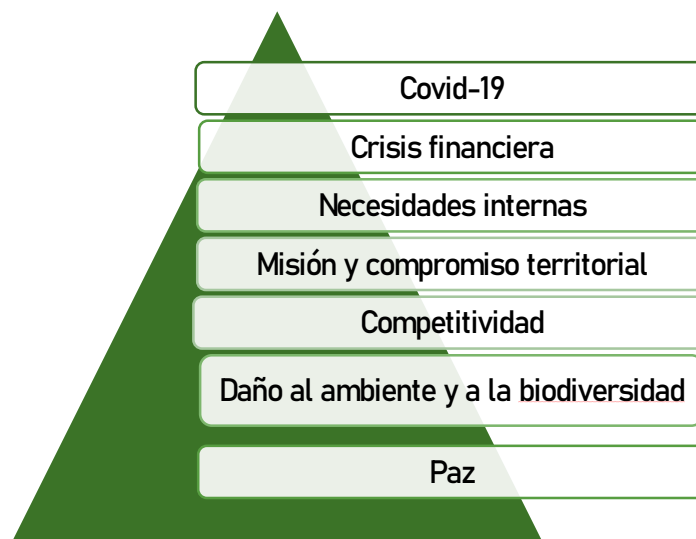 Covid-19
Crisis financiera
Necesidades internas
Misión y compromiso territorial
Competitividad
Daño al ambiente y a la biodiversidad
Paz